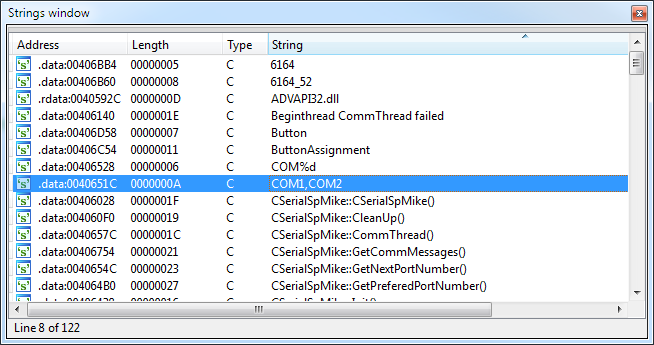 Strings window
Address Length Type String
's' .data:00406BB4 00000005 C 6164
's' .data:00406B60 00000008 C 6164_52
's' .rdata:0040592C 0000000D C ADVAPI32.dll
's' .data:00406140 0000001E C Beginthread CommThread failed
's' .data:00406D58 00000007 C Button
's' .data:00406C54 00000011 C ButtonAssignment
's' .data:00406528 00000006 C COM%d
's' .data:0040651C 0000000A C COM1,COM2
's' .data:00406028 0000001F C CSerialSpMike::CSerialSpMike()
's' .data:004060F0 00000019 C CSerialSpMike::CleanUp()
's' .data:0040657C 0000001C C CSerialSpMike::CommThread()
's' .data:00406754 00000021 C CSerialSpMike::GetCommMessages()
's' .data:0040654C 00000023 C CSerialSpMike::GetNextPortNumber()
's' .data:004064B0 00000027 C CSerialSpMike::GetPreferedPortNumber()
Line 8 of 122